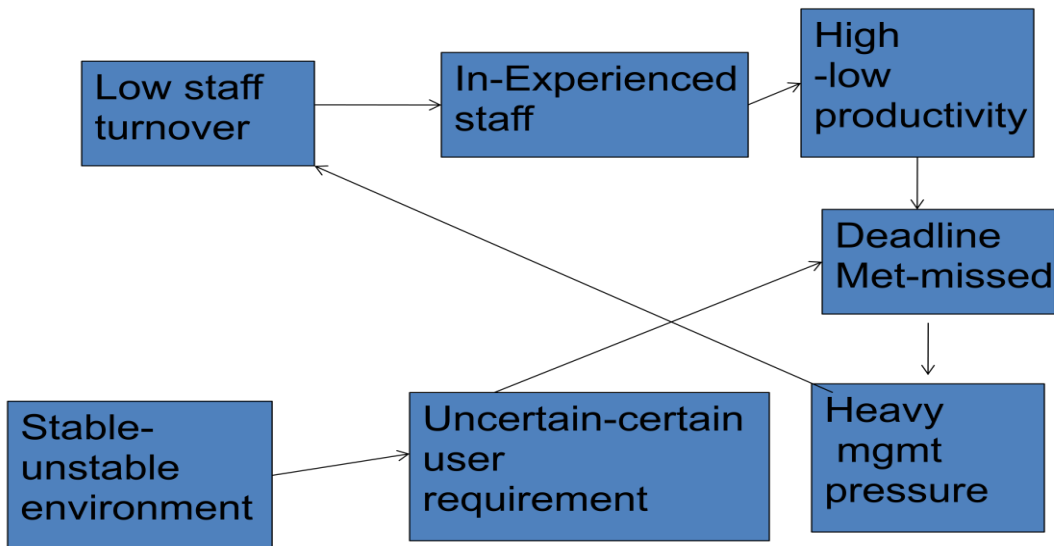 Low staff
turnover
In-Experienced
staff
High
-low
productivity
Deadline
Met-missed
Stable-
unstable
environment
Uncertain-certain
user
requirement
Heavy
mgmt
pressure